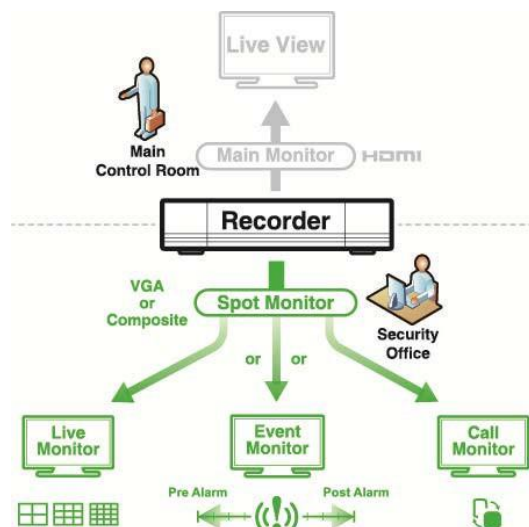 Live View
Main
Control Room
Main Monitor
HDMI
Recorder
VGA
or
Composite
Spot Monitor
Security
Office
or
or
Live
Monitor
Event
Monitor
Call
Monitor
Pre Alarm
Post Alarm